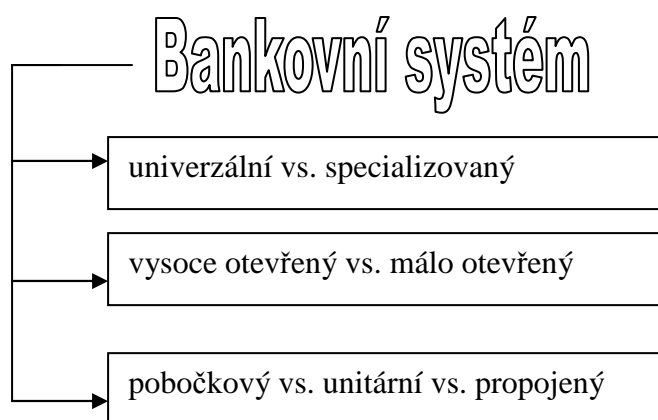 Bankovní systém
univerzální vs. specializovaný
vysoce otevřený vs. málo otevřený
pobočkový vs. unitární vs. propojený